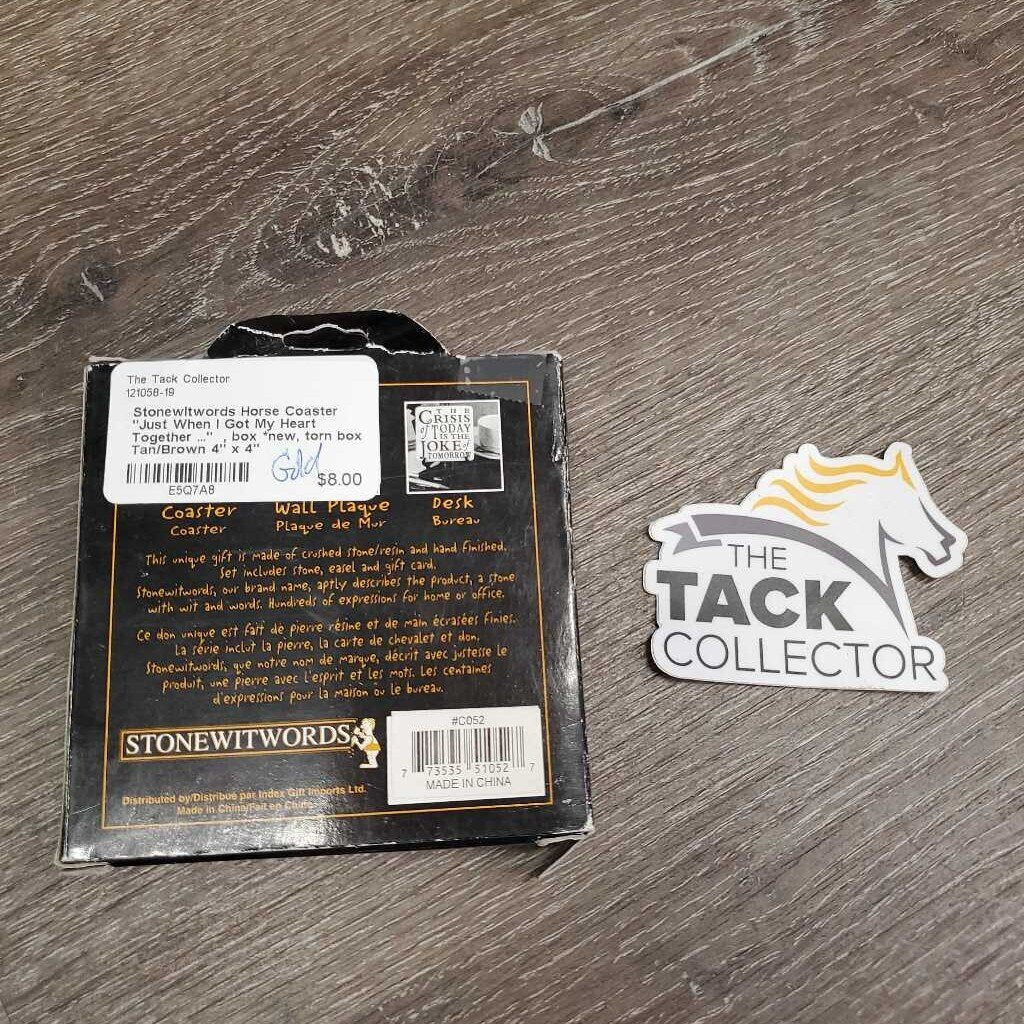 The Tack Collector
121058-19
Stonewitwords Horse Coaster
"Just When I Got My Heart
Together ..." , box *new, torn box
Tan/Brown 4" x 4"
Gold
$8.00
E5Q7A8
THE
CRISIS
of TODAY
IS THE
JOKE of
TOMORROW
Coaster
Coaster
Wall Plaque
Plaque de Mur
Desk
Bureau
This unique gift is made of crushed stone/resin and hand finished.
Set includes stone, easel and gift card.
Stonewitwords, our brand name, aptly describes the product, a stone
with wit and words. Hundreds of expressions for home or office.
Ce don unique est fait de pierre résine et de main écrasées finies.
La série inclut la pierre, la carte de chevalet et don.
Stonewitwords, que notre nom de marque, décrit avec justesse le
produit, une pierre avec l'esprit et les mots. Les centaines
d'expressions pour la maison ou le bureau.
STONEWITWORDS
Distributed by/Distribué par Index Gift Imports Ltd.
Made in China/Fait en China
#C052
7 73535 51052 7
MADE IN CHINA
THE
TACK
COLLECTOR